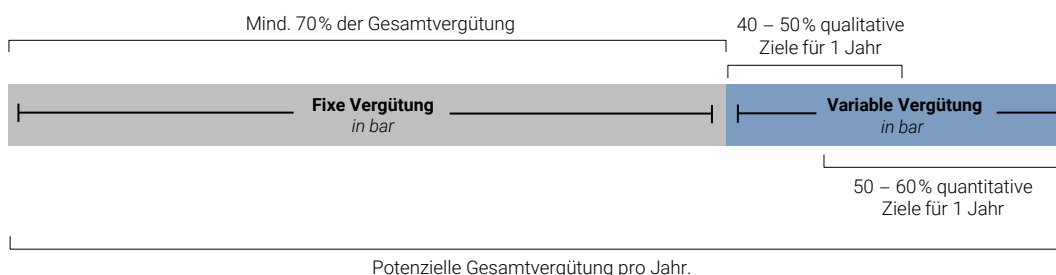 Mind. 70% der Gesamtvergütung
40 – 50% qualitative
Ziele für 1 Jahr
Fixe Vergütung
in bar
Variable Vergütung
in bar
50 – 60% quantitative
Ziele für 1 Jahr
Potenzielle Gesamtvergütung pro Jahr.